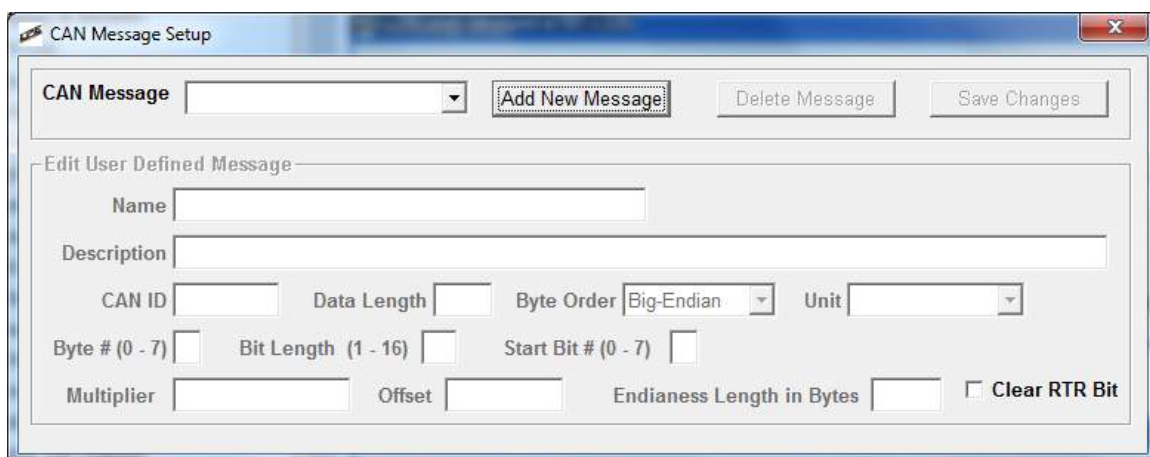 CAN Message Setup
x
CAN Message Add New Message Delete Message Save Changes
Edit User Defined Message
Name
Description
CAN ID Data Length Byte Order Big-Endian Unit
Byte # (0 - 7) Bit Length (1 - 16) Start Bit # (0 - 7)
Multiplier Offset Endianess Length in Bytes Clear RTR Bit